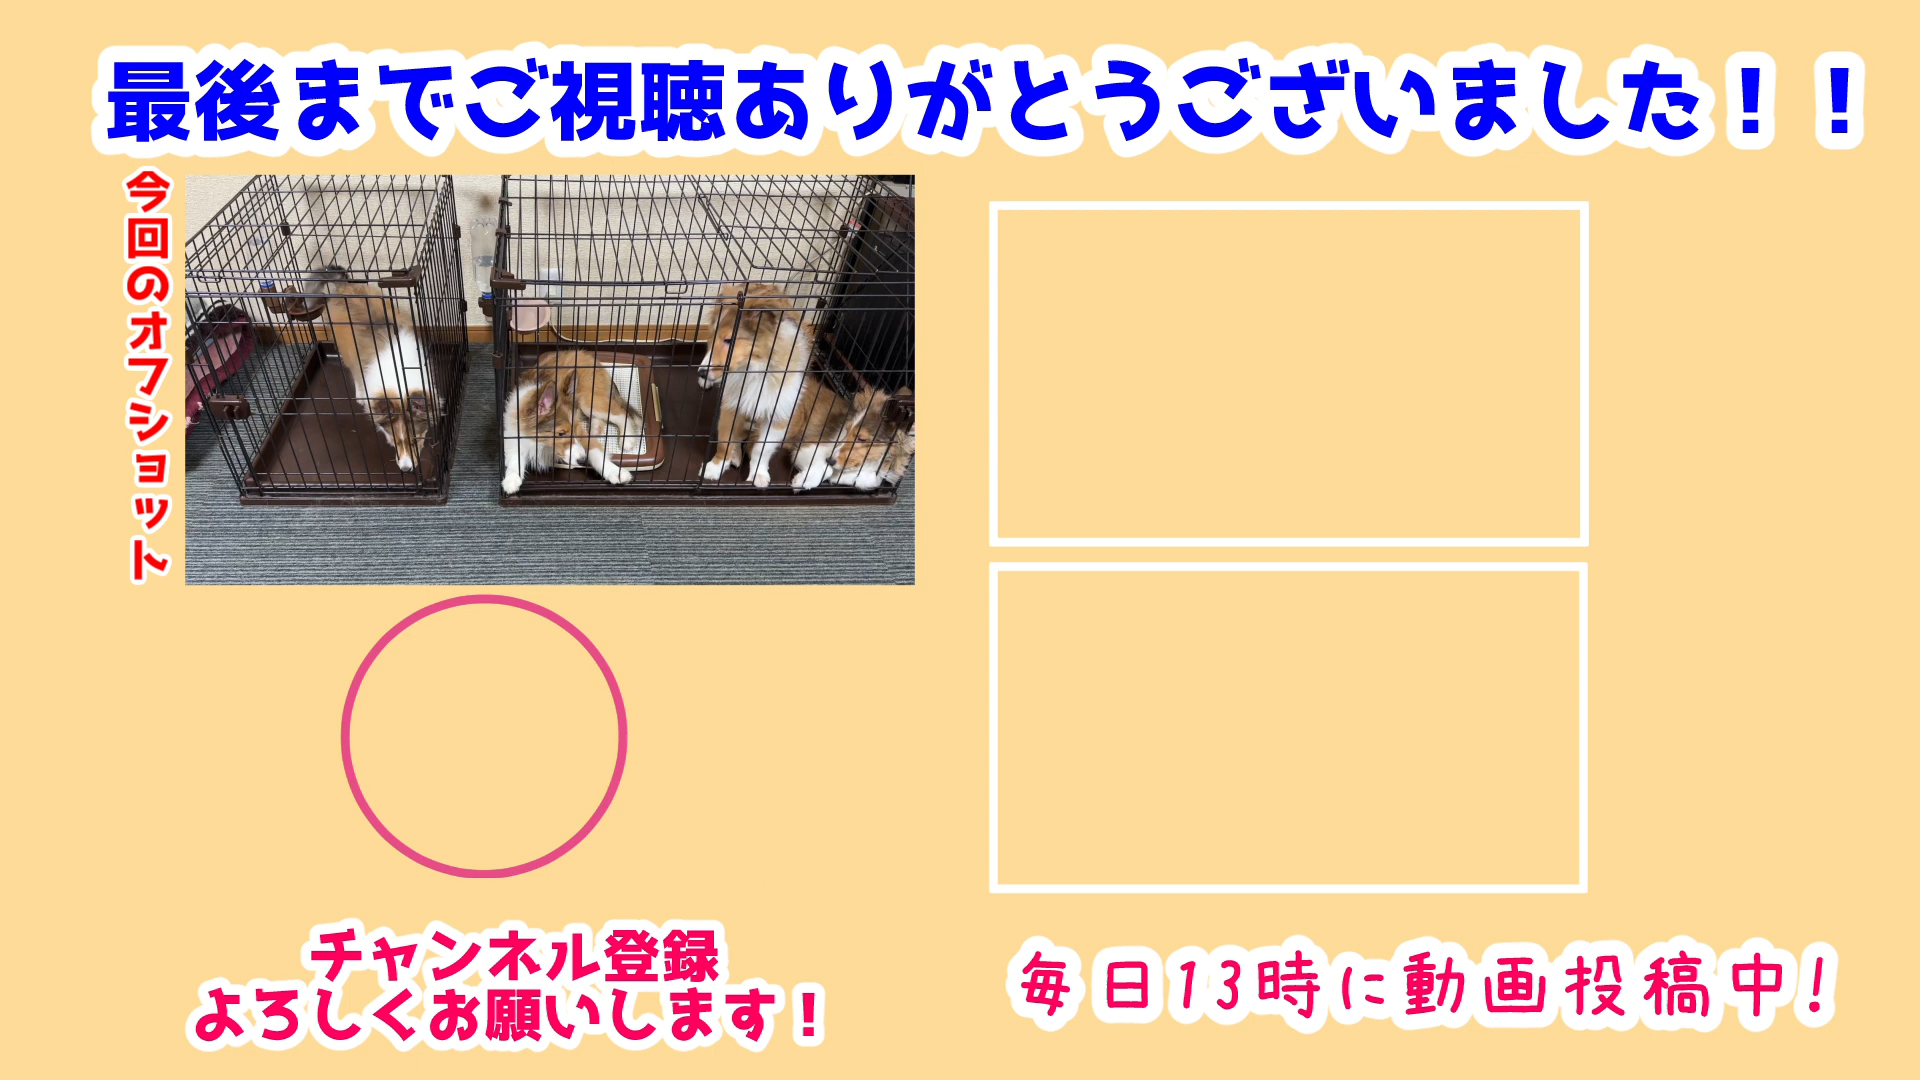 最後までご視聴ありがとうございました！！
今回のオフショット
チャンネル登録
よろしくお願いします！
毎日13時に動画投稿中！